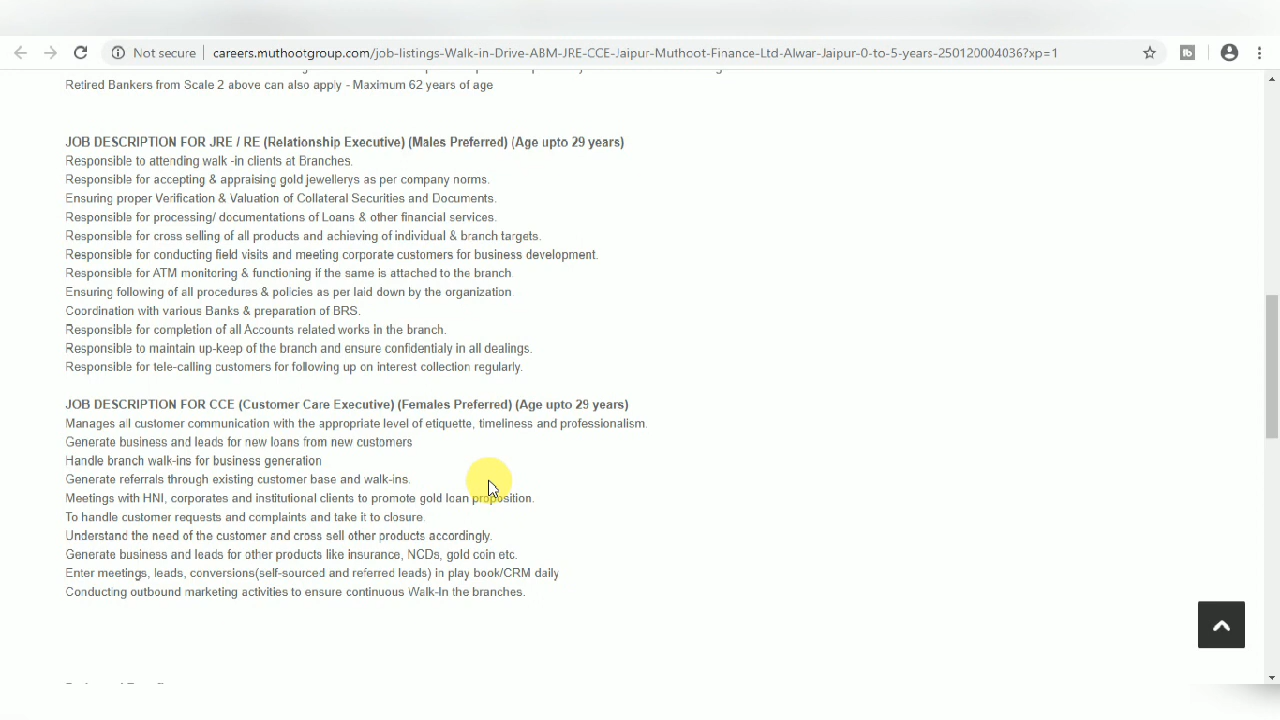 Not secure
careers.muthootgroup.com/job-listings-Walk-in-Drive-ABM-JRE-CCE-Jaipur-Muthoot-Finance-Ltd-Alwar-Jaipur-0-to-5-years-250120004036?xp=1
Retired Bankers from Scale 2 above can also apply - Maximum 62 years of age
JOB DESCRIPTION FOR JRE / RE (Relationship Executive) (Males Preferred) (Age upto 29 years)
Responsible to attending walk -in clients at Branches.
Responsible for accepting & appraising gold jewellerys as per company norms.
Ensuring proper Verification & Valuation of Collateral Securities and Documents.
Responsible for processing/ documentations of Loans & other financial services.
Responsible for cross selling of all products and achieving of individual & branch targets.
Responsible for conducting field visits and meeting corporate customers for business development.
Responsible for ATM monitoring & functioning if the same is attached to the branch.
Ensuring following of all procedures & policies as per laid down by the organization.
Coordination with various Banks & preparation of BRS.
Responsible for completion of all Accounts related works in the branch.
Responsible to maintain up-keep of the branch and ensure confidentialy in all dealings.
Responsible for tele-calling customers for following up on interest collection regularly.
JOB DESCRIPTION FOR CCE (Customer Care Executive) (Females Preferred) (Age upto 29 years)
Manages all customer communication with the appropriate level of etiquette, timeliness and professionalism.
Generate business and leads for new loans from new customers
Handle branch walk-ins for business generation
Generate referrals through existing customer base and walk-ins.
Meetings with HNI, corporates and institutional clients to promote gold loan proposition.
To handle customer requests and complaints and take it to closure.
Understand the need of the customer and cross sell other products accordingly.
Generate business and leads for other products like insurance, NCDs, gold coin etc.
Enter meetings, leads, conversions(self-sourced and referred leads) in play book/CRM daily
Conducting outbound marketing activities to ensure continuous Walk-In the branches.